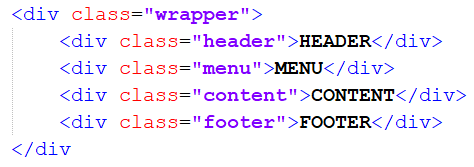 <div class="wrapper">
    <div class="header">HEADER</div>
    <div class="menu">MENU</div>
    <div class="content">CONTENT</div>
    <div class="footer">FOOTER</div>
</div